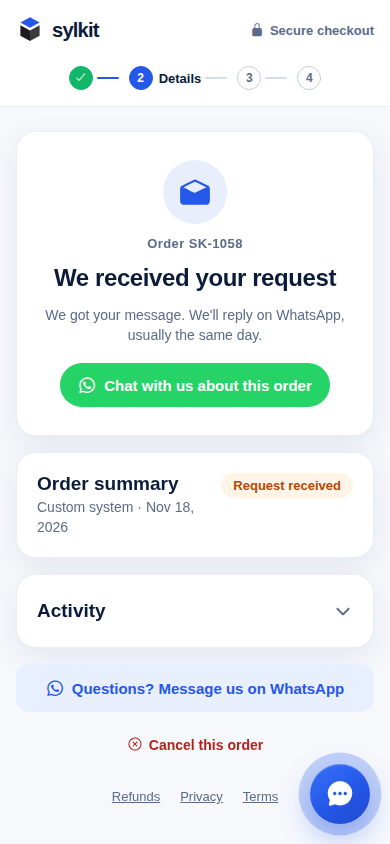 sylkit
Secure checkout
2 Details 3 4
Order SK-1058
We received your request
We got your message. We'll reply on WhatsApp,
usually the same day.
Chat with us about this order
Order summary
Request received
Custom system · Nov 18,
2026
Activity
Questions? Message us on WhatsApp
Cancel this order
Refunds Privacy Terms